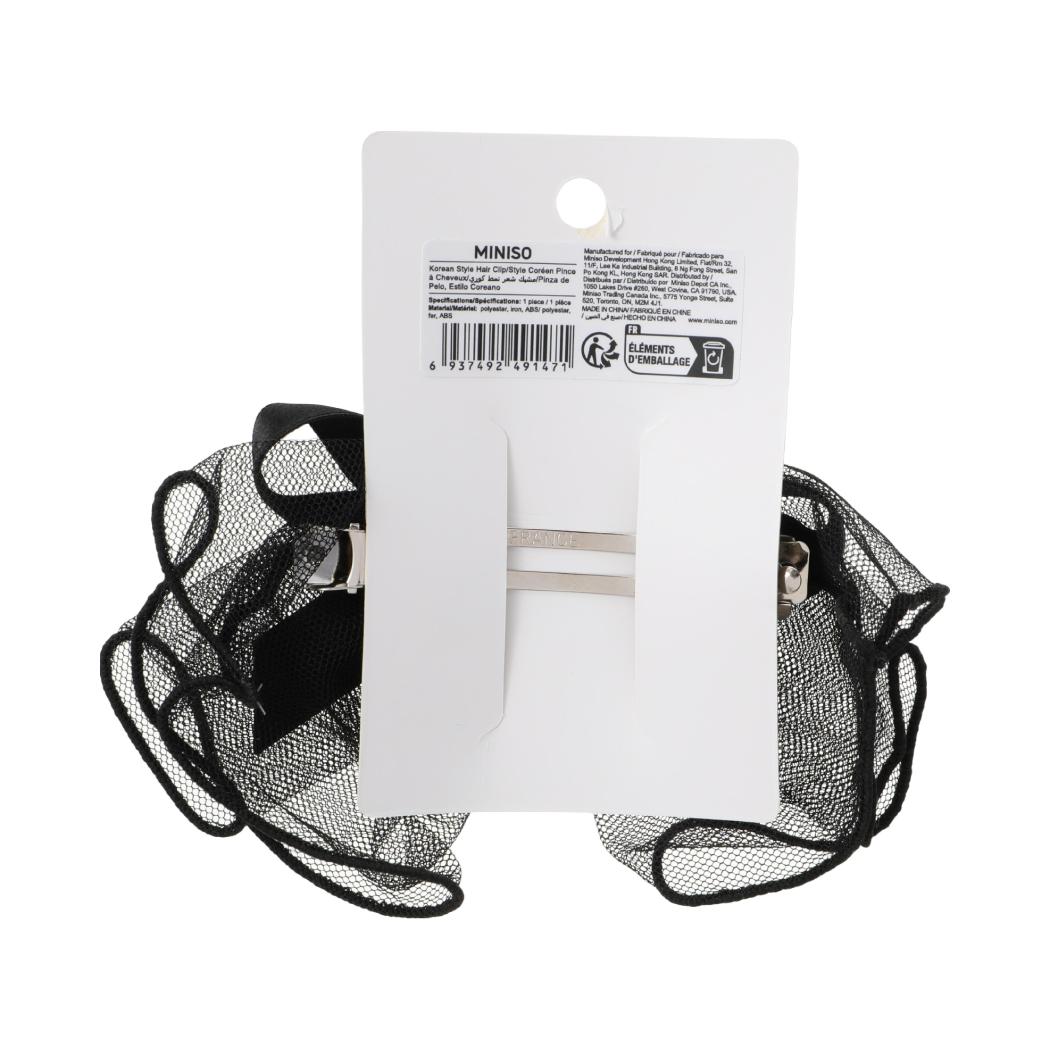 MINISO
Korean Style Hair Clip/Style Coréen Pince
à Cheveux/مشبك شعر نمط كوري/Pinza de
Pelo, Estilo Coreano
Specifications/Spécifications: 1 piece / 1 pièce
Material/Matériel: polyester, iron, ABS/ polyester,
fer, ABS
6 937492 491471
Manufactured for / Fabriqué pour / Fabricado para
Miniso Development Hong Kong Limited, Flat/Rm 32,
11/F, Lee Ka Industrial Building, 8 Ng Fong Street, San
Po Kong KL, Hong Kong SAR. Distributed by /
Distribués par / Distribuido por Miniso Depot CA Inc.,
1050 Lakes Drive #260, West Covina, CA 91790, USA,
Miniso Trading Canada Inc., 5775 Yonge Street, Suite
520, Toronto, ON, M2M 4J1.
MADE IN CHINA/ FABRIQUÉ EN CHINE
/ صنع في الصين/ HECHO EN CHINA www.miniso.com
FR
ÉLÉMENTS
D'EMBALLAGE
FRANCE